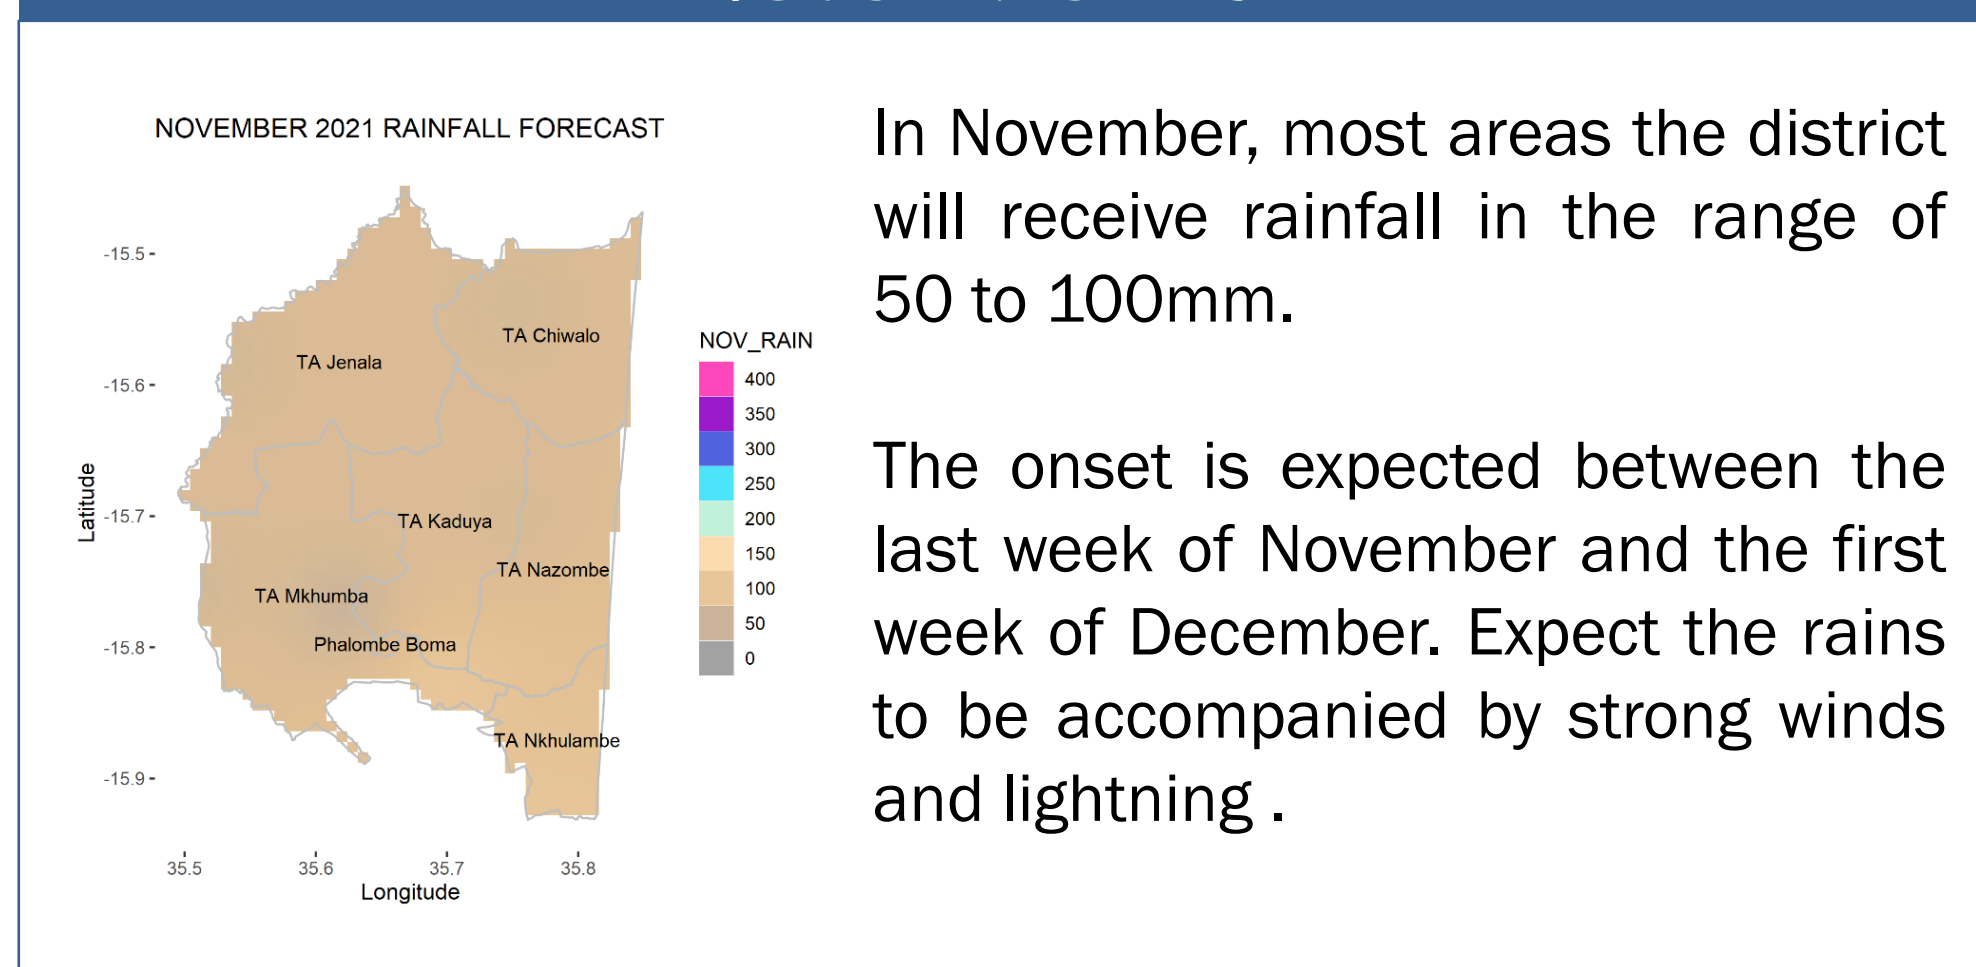 NOVEMBER 2021 RAINFALL FORECAST
-15.5
-15.6
-15.7
-15.8
-15.9
Latitude
TA Chiwalo
TA Jenala
TA Kaduya
TA Nazombe
TA Mkhumba
Phalombe Boma
TA Nkhulambe
35.5 35.6 35.7 35.8
Longitude
NOV_RAIN
400
350
300
250
200
150
100
50
0
In November, most areas the district
will receive rainfall in the range of
50 to 100mm.
The onset is expected between the
last week of November and the first
week of December. Expect the rains
to be accompanied by strong winds
and lightning .